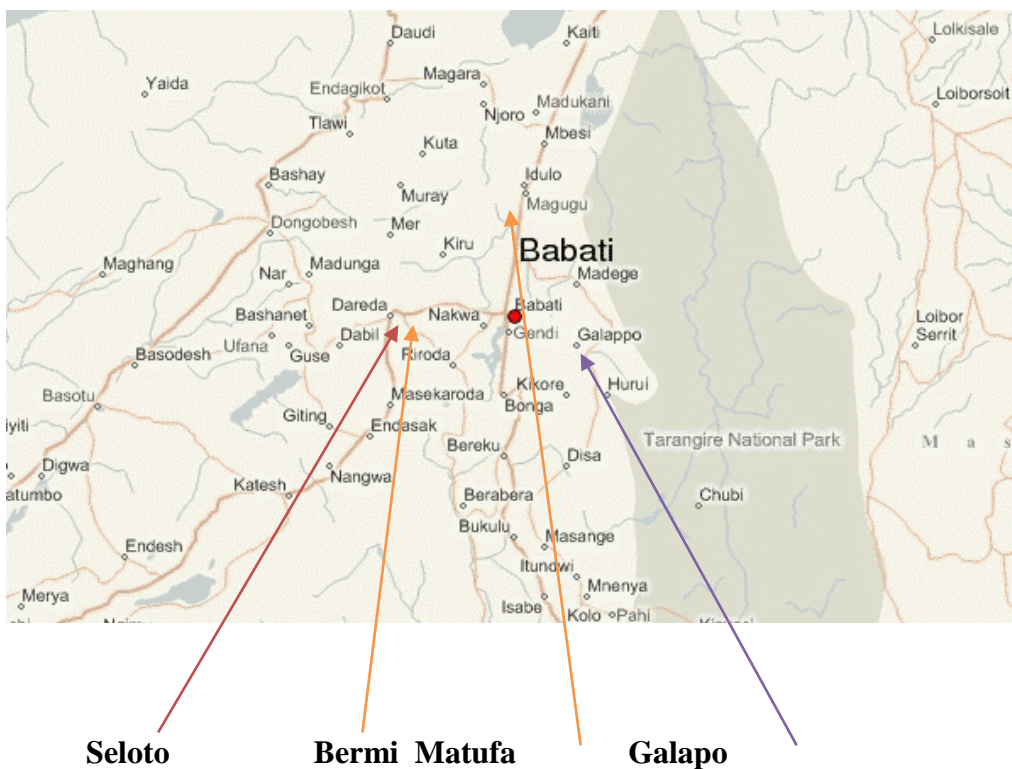 Daudi
Kaiti
Lolkisale
Yaida
Magara
Endagikot
Loiborsoit
Njoro
Madukani
Tlawi
Mbesi
Kuta
Bashay
Idulo
Muray
Magugu
Dongobesh
Mer
Kiru
Babati
Maghang
Nar
Madunga
Madege
Dareda
Babati
Bashanet
Nakwa
Gendi
Ufana
Dabil
Galappo
Loibor
Serrit
Basodesh
Guse
Riroda
Basotu
Masekaroda
Kikore
Hurui
Bonga
iyiti
Giting
Endasak
Tarangire National Park
M a s
Bereku
Disa
Digwa
Nangwa
atumbo
Katesh
Berabera
Chubi
Bukulu
Masange
Endesh
Itundwi
Mnenya
Merya
Isabe
Kolo
Pahi
Seloto Bermi Matufa Galapo